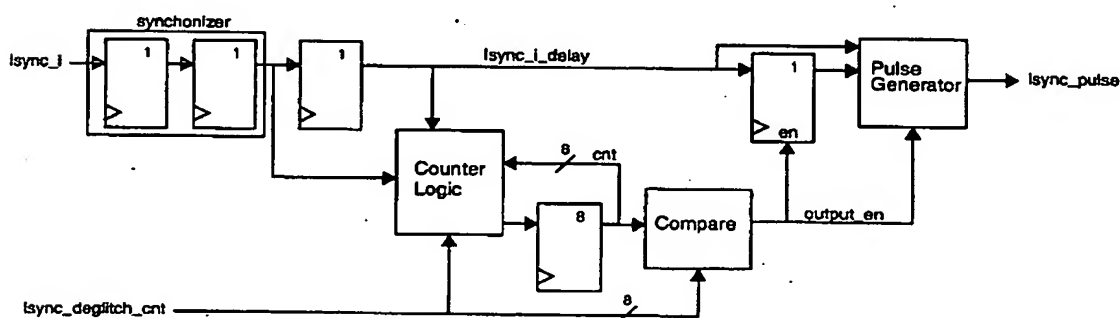 synchonizer
lsync_i
1
1
1
lsync_i_delay
1
en
Pulse
Generator
lsync_pulse
Counter
Logic
8
cnt
8
Compare
output_en
lsync_deglitch_cnt
8